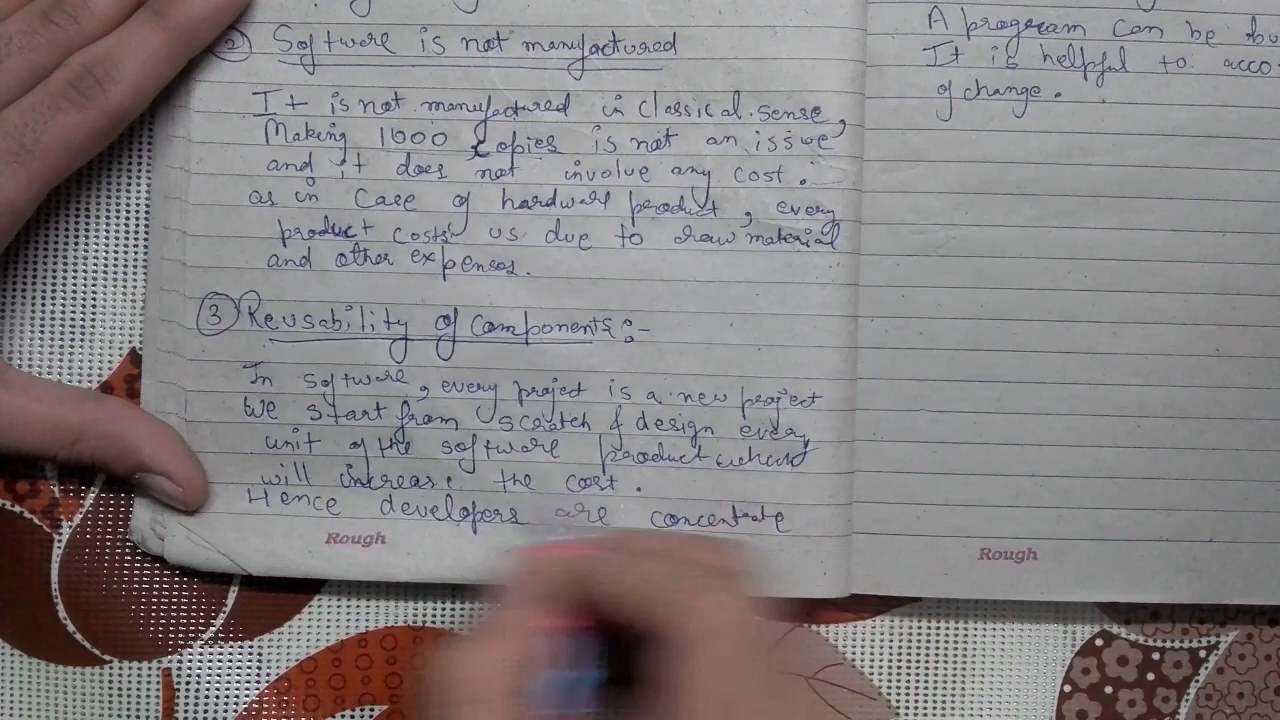 ② Software is not manufactured
It is not manufactured in classical sense,
Making 1000 copies is not an issue
and it does not involve any cost.
as in case of hardware product, every
product costs us due to raw material
and other expenses.
③ Reusability of components:-
In software, every project is a new project
We start from scratch & design every
unit of the software product which
will increase the cost.
Hence developers are concentrate
Rough
A program can be
It is helpful to acco
of change.
Rough